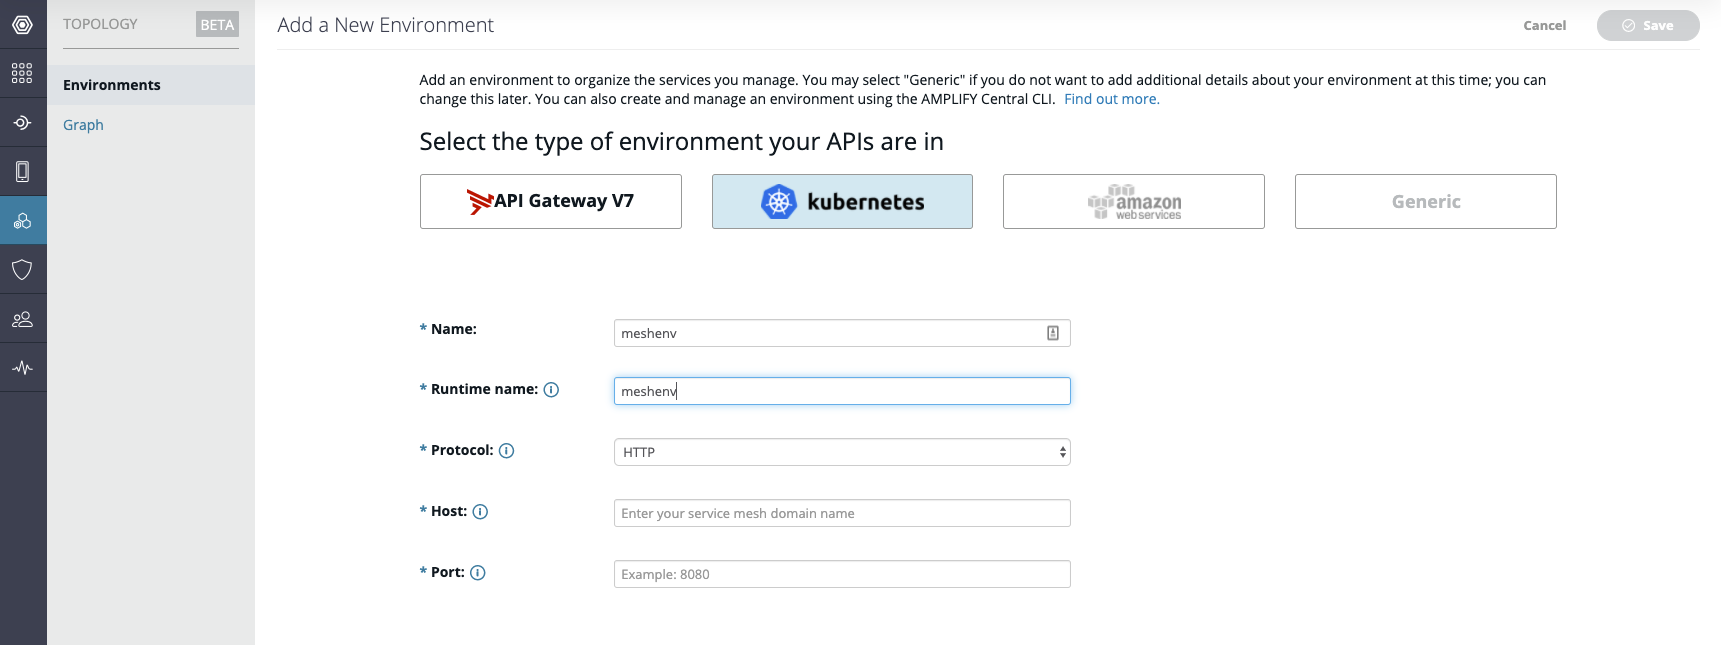 TOPOLOGY BETA
Environments
Graph
Add a New Environment
Cancel
Save
Add an environment to organize the services you manage. You may select "Generic" if you do not want to add additional details about your environment at this time; you can
change this later. You can also create and manage an environment using the AMPLIFY Central CLI. Find out more.
Select the type of environment your APIs are in
API Gateway V7
kubernetes
amazon
webservices
Generic
* Name:
meshenv
* Runtime name:
meshenv
* Protocol:
HTTP
* Host:
Enter your service mesh domain name
* Port:
Example: 8080